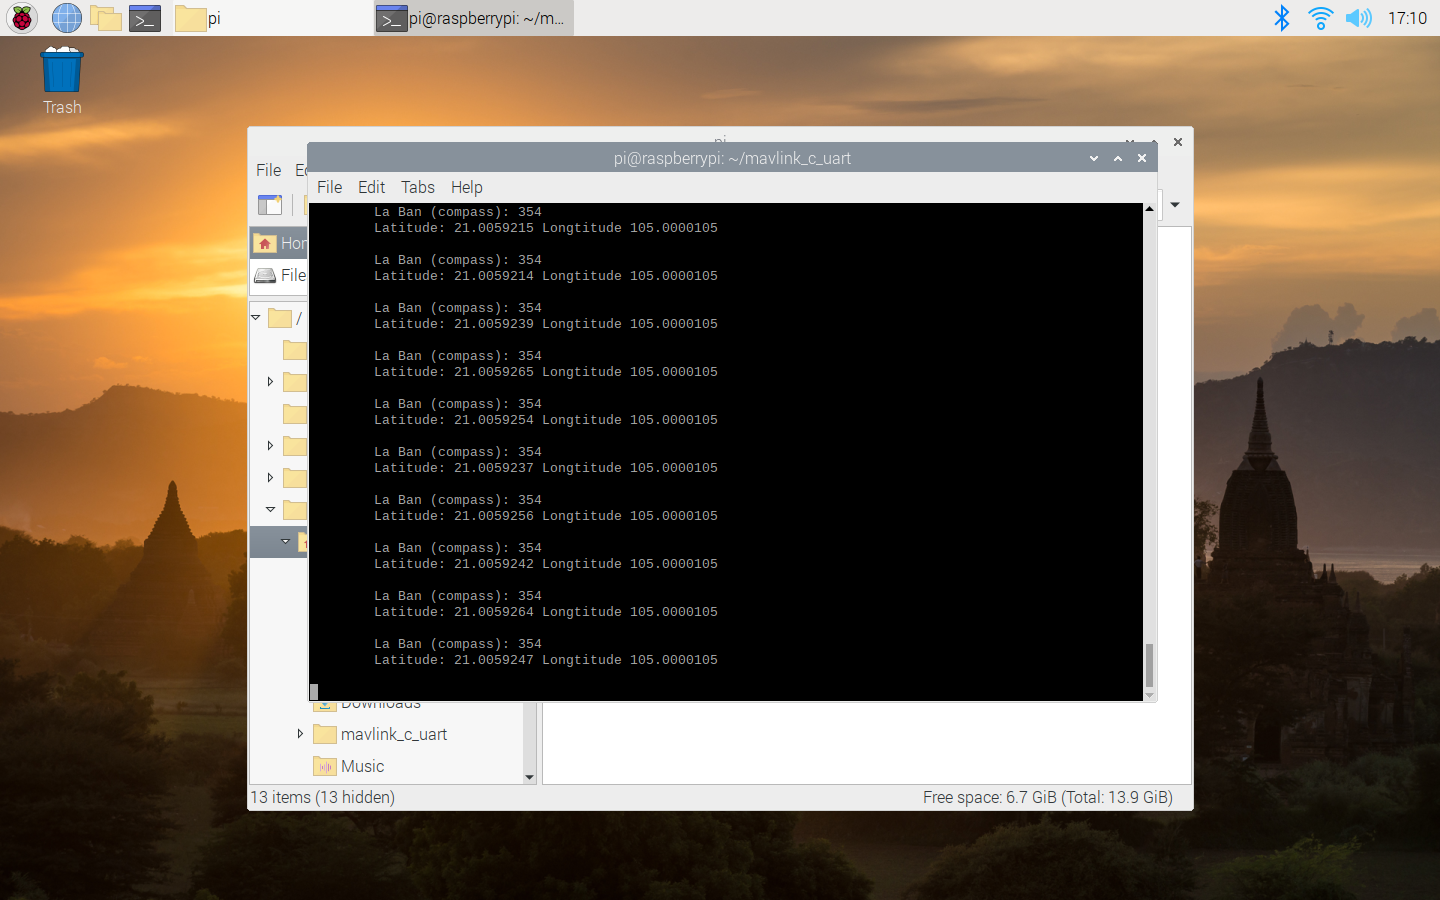 pi
pi@raspberrypi: ~/m...
17:10
Trash
pi
File
pi@raspberrypi: ~/mavlink_c_uart
File Edit Tabs Help
La Ban (compass): 354
Latitude: 21.0059215 Longtitude 105.0000105
La Ban (compass): 354
Latitude: 21.0059214 Longtitude 105.0000105
La Ban (compass): 354
Latitude: 21.0059239 Longtitude 105.0000105
La Ban (compass): 354
Latitude: 21.0059265 Longtitude 105.0000105
La Ban (compass): 354
Latitude: 21.0059254 Longtitude 105.0000105
La Ban (compass): 354
Latitude: 21.0059237 Longtitude 105.0000105
La Ban (compass): 354
Latitude: 21.0059256 Longtitude 105.0000105
La Ban (compass): 354
Latitude: 21.0059242 Longtitude 105.0000105
La Ban (compass): 354
Latitude: 21.0059264 Longtitude 105.0000105
La Ban (compass): 354
Latitude: 21.0059247 Longtitude 105.0000105
File
/
Downloads
mavlink_c_uart
Music
13 items (13 hidden)
Free space: 6.7 GiB (Total: 13.9 GiB)